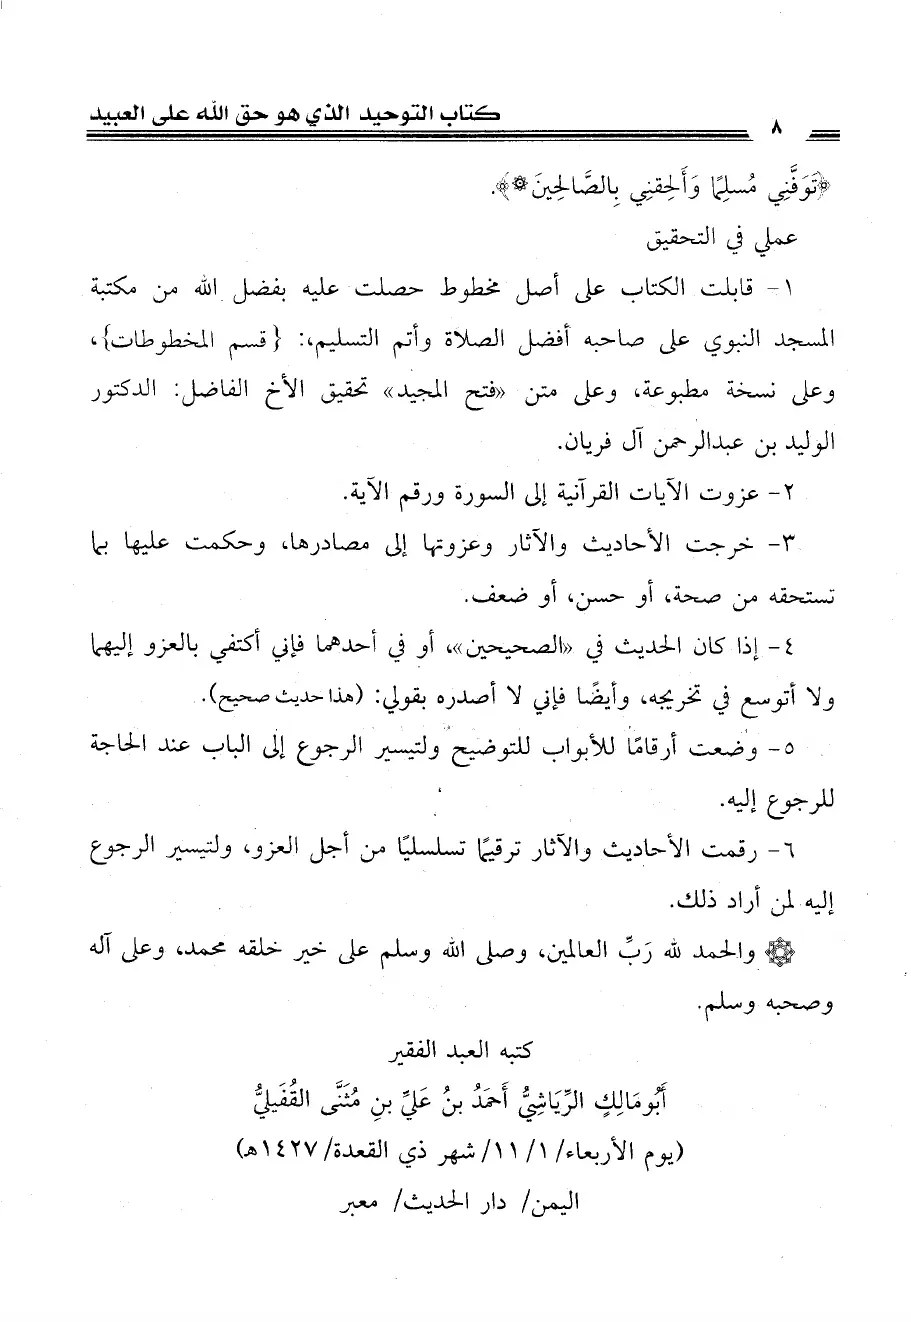 كتاب التوحيد الذي هو حق الله على العبيد
٨
﴿تَوَفَّنِي مُسلِمًا وَأَلحِقنِي بِالصَّالِحِينَ﴾.
عملي في التحقيق
١- قابلت الكتاب على أصل مخطوط حصلت عليه بفضل الله من مكتبة
المسجد النبوي على صاحبه أفضل الصلاة وأتم التسليم،: {قسم المخطوطات}،
وعلى نسخة مطبوعة، وعلى متن «فتح المجيد» تحقيق الأخ الفاضل: الدكتور
الوليد بن عبدالرحمن آل فريان.
٢- عزوت الآيات القرآنية إلى السورة ورقم الآية.
٣- خرجت الأحاديث والآثار وعزوتها إلى مصادرها، وحكمت عليها بما
تستحقه من صحة، أو حسن، أو ضعف.
٤- إذا كان الحديث في «الصحيحين»، أو في أحدهما فإني أكتفي بالعزو إليهما
ولا أتوسع في تخريجه، وأيضًا فإني لا أصدره بقولي: (هذا حديث صحيح).
٥- وضعت أرقامًا للأبواب للتوضيح ولتيسير الرجوع إلى الباب عند الحاجة
للرجوع إليه.
٦- رقمت الأحاديث والآثار ترقيمًا تسلسليًا من أجل العزو، ولتيسير الرجوع
إليه لمن أراد ذلك.
والحمد لله رَبِّ العالمين، وصلى الله وسلم على خير خلقه محمد، وعلى آله
وصحبه وسلم.
كتبه العبد الفقير
أَبُو مَالِكٍ الرِّيَاشِيُّ أَحمَدُ بنُ عَلِيِّ بنِ مُثَنَّى القُفَيلِيُّ
(يوم الأربعاء/ ١/ ١١/ شهر ذي القعدة/ ١٤٢٧هـ)
اليمن/ دار الحديث/ معبر